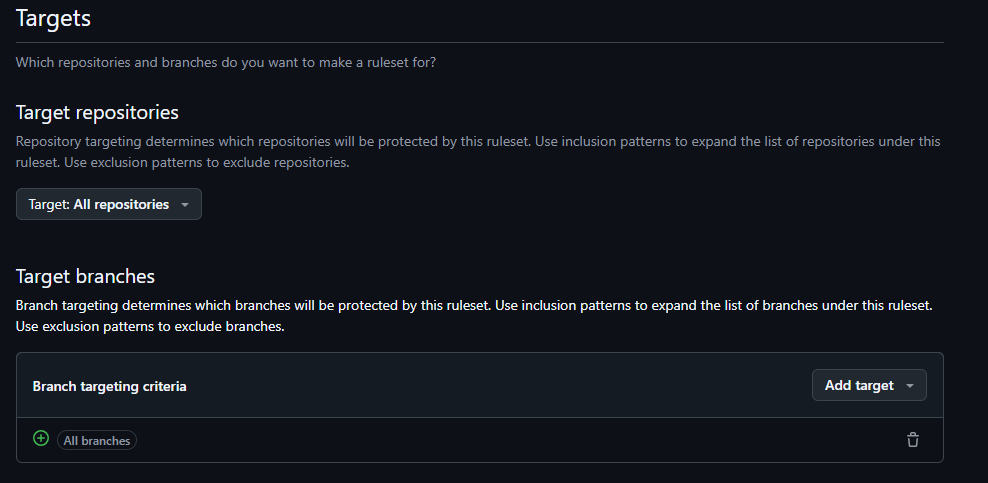 Targets
Which repositories and branches do you want to make a ruleset for?
Target repositories
Repository targeting determines which repositories will be protected by this ruleset. Use inclusion patterns to expand the list of repositories under this
ruleset. Use exclusion patterns to exclude repositories.
Target: All repositories
Target branches
Branch targeting determines which branches will be protected by this ruleset. Use inclusion patterns to expand the list of branches under this ruleset.
Use exclusion patterns to exclude branches.
Branch targeting criteria
Add target
All branches